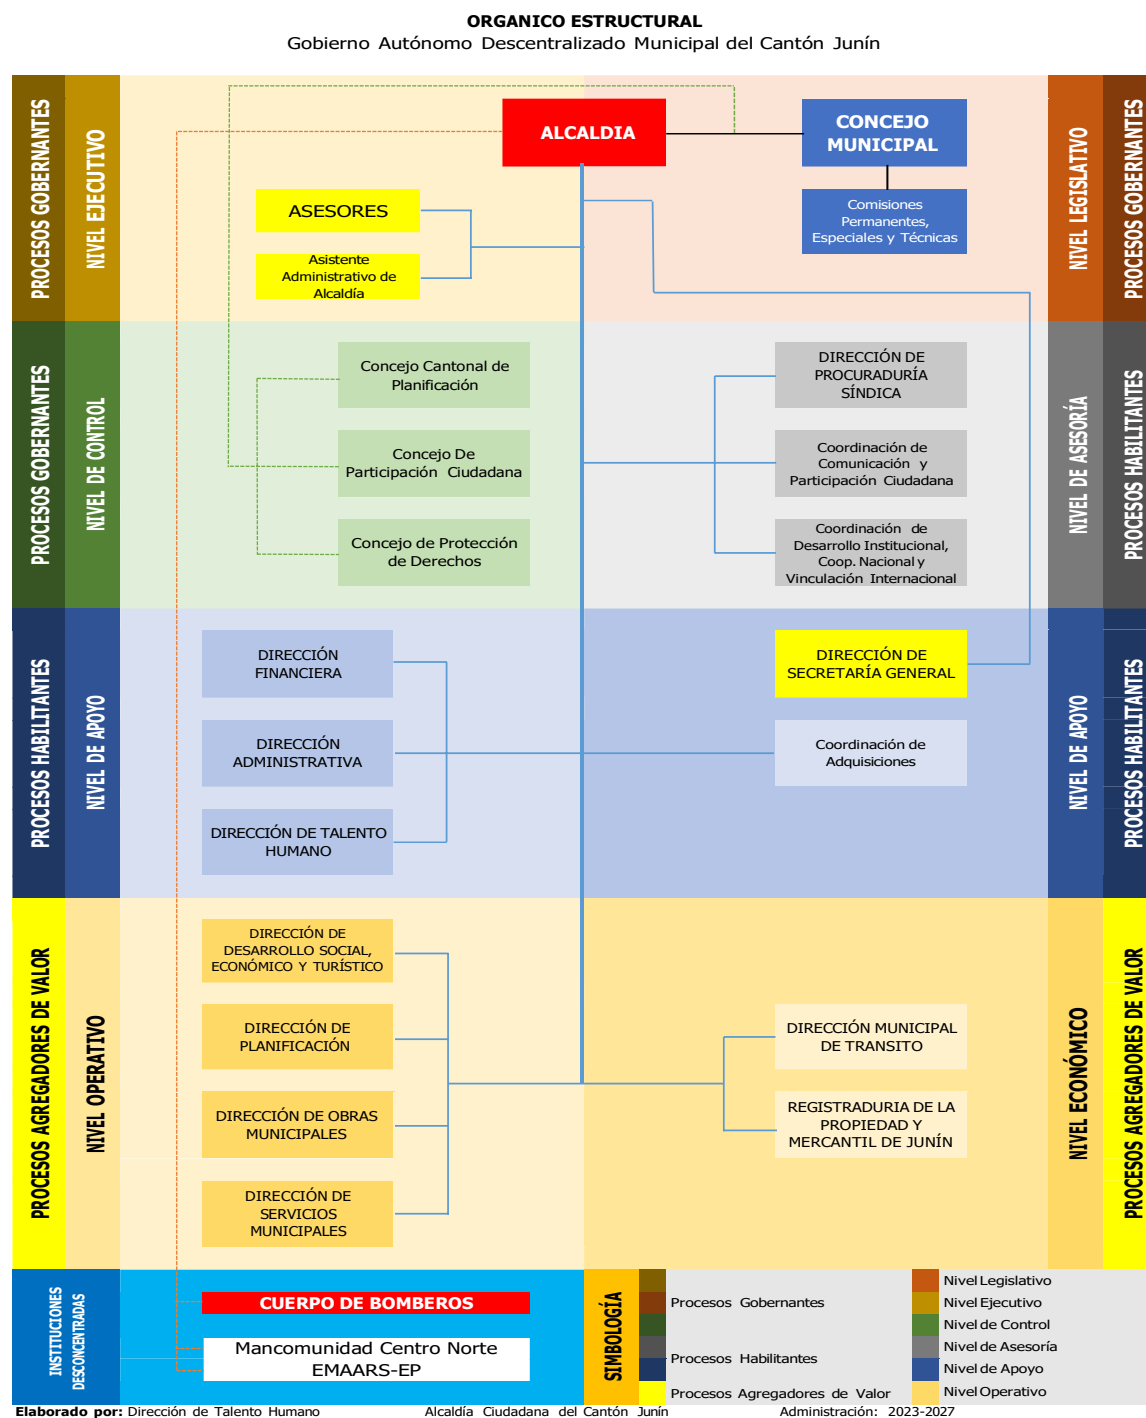 ORGANICO ESTRUCTURAL
Gobierno Autónomo Descentralizado Municipal del Cantón Junín
PROCESOS GOBERNANTES
NIVEL EJECUTIVO
ALCALDIA
CONCEJO
MUNICIPAL
NIVEL LEGISLATIVO
PROCESOS GOBERNANTES
ASESORES
Comisiones
Permanentes,
Especiales y Técnicas
Asistente
Administrativo de
Alcaldía
PROCESOS GOBERNANTES
NIVEL DE CONTROL
Concejo Cantonal de
Planificación
Concejo De
Participación Ciudadana
Concejo de Protección
de Derechos
DIRECCIÓN DE
PROCURADURÍA
SÍNDICA
Coordinación de
Comunicación y
Participación Ciudadana
Coordinación de
Desarrollo Institucional,
Coop. Nacional y
Vinculación Internacional
NIVEL DE ASESORÍA
PROCESOS HABILITANTES
PROCESOS HABILITANTES
NIVEL DE APOYO
DIRECCIÓN
FINANCIERA
DIRECCIÓN
ADMINISTRATIVA
DIRECCIÓN DE TALENTO
HUMANO
DIRECCIÓN DE
SECRETARÍA GENERAL
Coordinación de
Adquisiciones
NIVEL DE APOYO
PROCESOS HABILITANTES
PROCESOS AGREGADORES DE VALOR
NIVEL OPERATIVO
DIRECCIÓN DE
DESARROLLO SOCIAL,
ECONÓMICO Y TURÍSTICO
DIRECCIÓN DE
PLANIFICACIÓN
DIRECCIÓN DE OBRAS
MUNICIPALES
DIRECCIÓN DE
SERVICIOS
MUNICIPALES
DIRECCIÓN MUNICIPAL
DE TRANSITO
REGISTRADURIA DE LA
PROPIEDAD Y
MERCANTIL DE JUNÍN
NIVEL ECONÓMICO
PROCESOS AGREGADORES DE VALOR
INSTITUCIONES
DESCONCENTRADAS
CUERPO DE BOMBEROS
Mancomunidad Centro Norte
EMAARS-EP
SIMBOLOGÍA
Procesos Gobernantes
Procesos Habilitantes
Procesos Agregadores de Valor
Nivel Legislativo
Nivel Ejecutivo
Nivel de Control
Nivel de Asesoría
Nivel de Apoyo
Nivel Operativo
Elaborado por: Dirección de Talento Humano Alcaldía Ciudadana del Cantón Junín Administración: 2023-2027